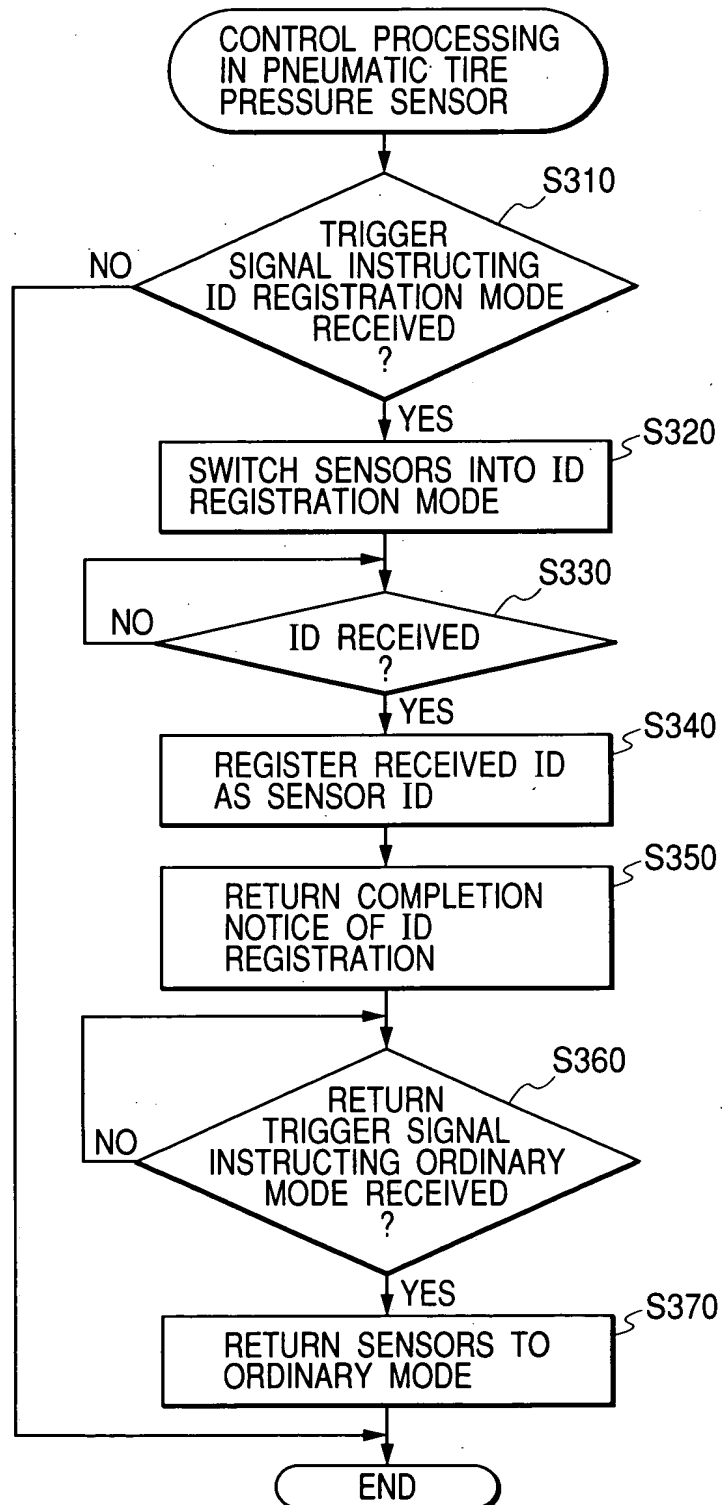 CONTROL PROCESSING
IN PNEUMATIC TIRE
PRESSURE SENSOR
S310
TRIGGER
SIGNAL INSTRUCTING
ID REGISTRATION MODE
RECEIVED
?
NO
YES
S320
SWITCH SENSORS INTO ID
REGISTRATION MODE
S330
NO
ID RECEIVED
?
YES
S340
REGISTER RECEIVED ID
AS SENSOR ID
S350
RETURN COMPLETION
NOTICE OF ID
REGISTRATION
S360
RETURN
TRIGGER SIGNAL
INSTRUCTING ORDINARY
MODE RECEIVED
?
NO
YES
S370
RETURN SENSORS TO
ORDINARY MODE
END